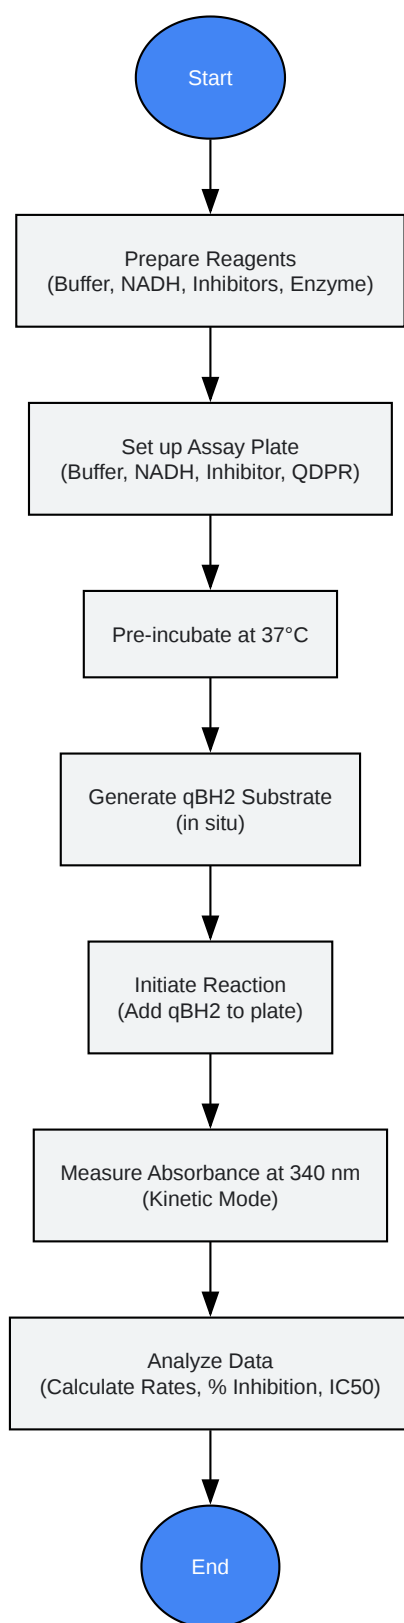 Start
Prepare Reagents
(Buffer, NADH, Inhibitors, Enzyme)
Set up Assay Plate
(Buffer, NADH, Inhibitor, QDPR)
Pre-incubate at 37°C
Generate qBH2 Substrate
(in situ)
Initiate Reaction
(Add qBH2 to plate)
Measure Absorbance at 340 nm
(Kinetic Mode)
Analyze Data
(Calculate Rates, % Inhibition, IC50)
End